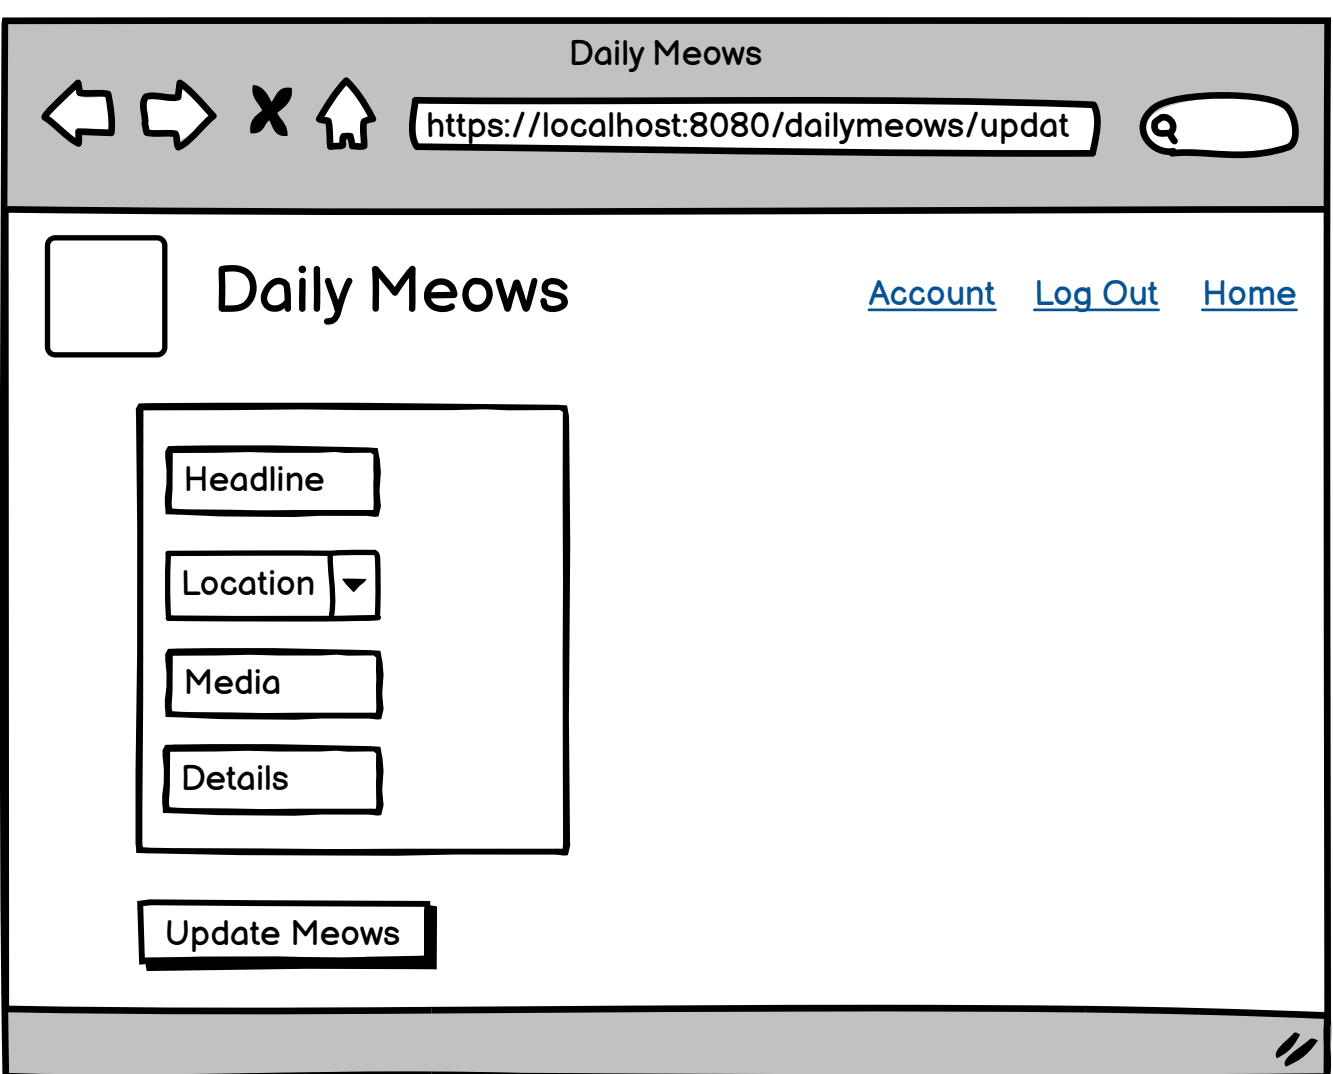 Daily Meows
https://localhost:8080/dailymeows/updat
Daily Meows
Account Log Out Home
Headline
Location
Media
Details
Update Meows